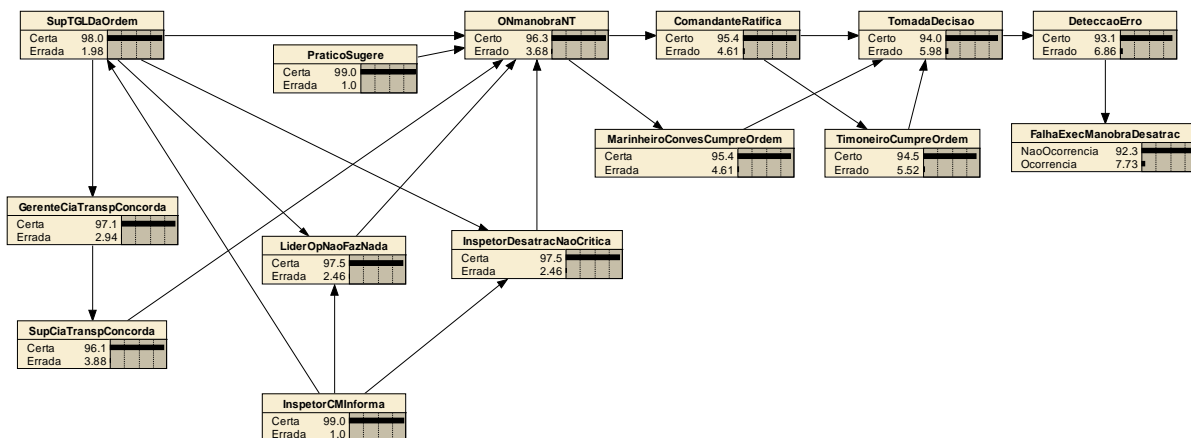 SupTGLDaOrdem
Certa 98.0
Errada 1.98
PraticoSugere
Certa 99.0
Errada 1.0
ONmanobraNT
Certo 96.3
Errado 3.68
ComandanteRatifica
Certo 95.4
Errado 4.61
TomadaDecisao
Certo 94.0
Errado 5.98
DeteccaoErro
Certo 93.1
Errado 6.86
MarinheiroConvesCumpreOrdem
Certa 95.4
Errada 4.61
TimoneiroCumpreOrdem
Certo 94.5
Errado 5.52
FalhaExecManobraDesatrac
NaoOcorrencia 92.3
Ocorrencia 7.73
GerenteCiaTranspConcorda
Certa 97.1
Errada 2.94
LiderOpNaoFazNada
Certa 97.5
Errada 2.46
InspetorDesatracNaoCritica
Certa 97.5
Errada 2.46
SupCiaTranspConcorda
Certa 96.1
Errada 3.88
InspetorCMInforma
Certa 99.0
Errada 1.0